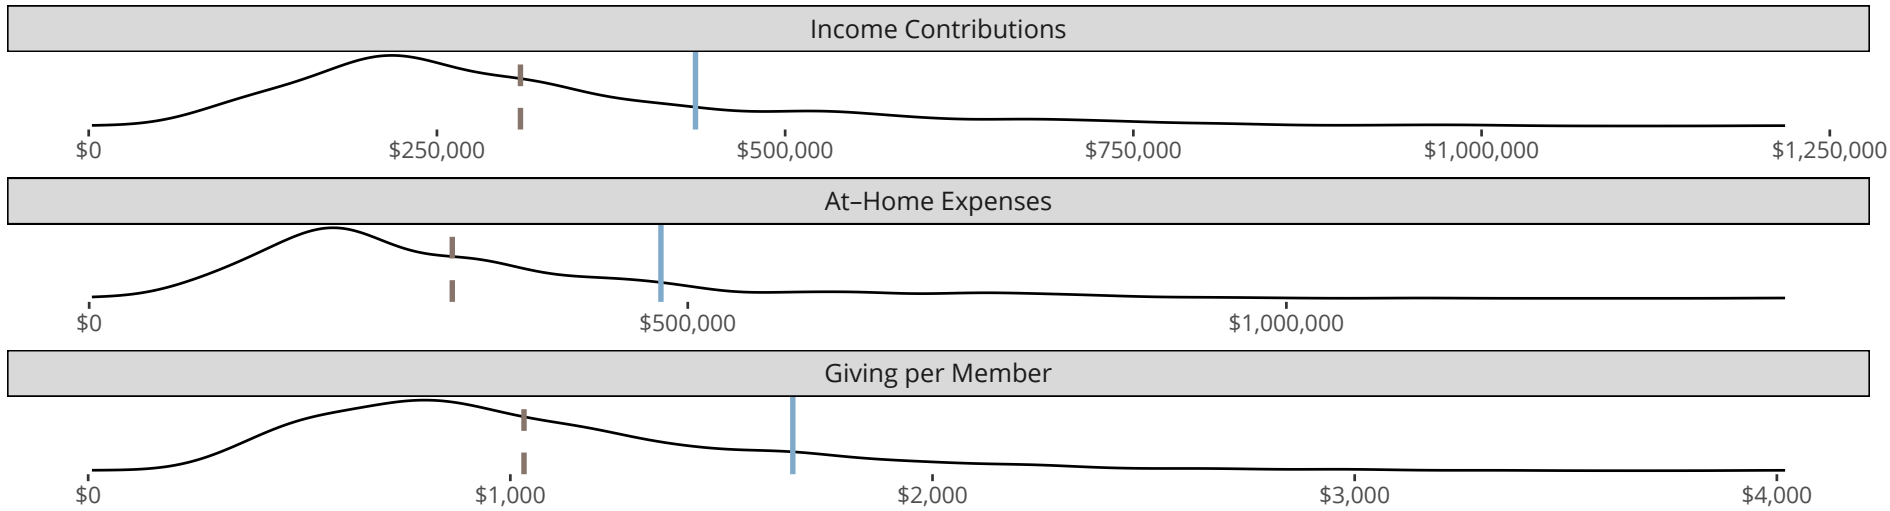 Income Contributions
$0 $250,000 $500,000 $750,000 $1,000,000 $1,250,000
At–Home Expenses
$0 $500,000 $1,000,000
Giving per Member
$0 $1,000 $2,000 $3,000 $4,000